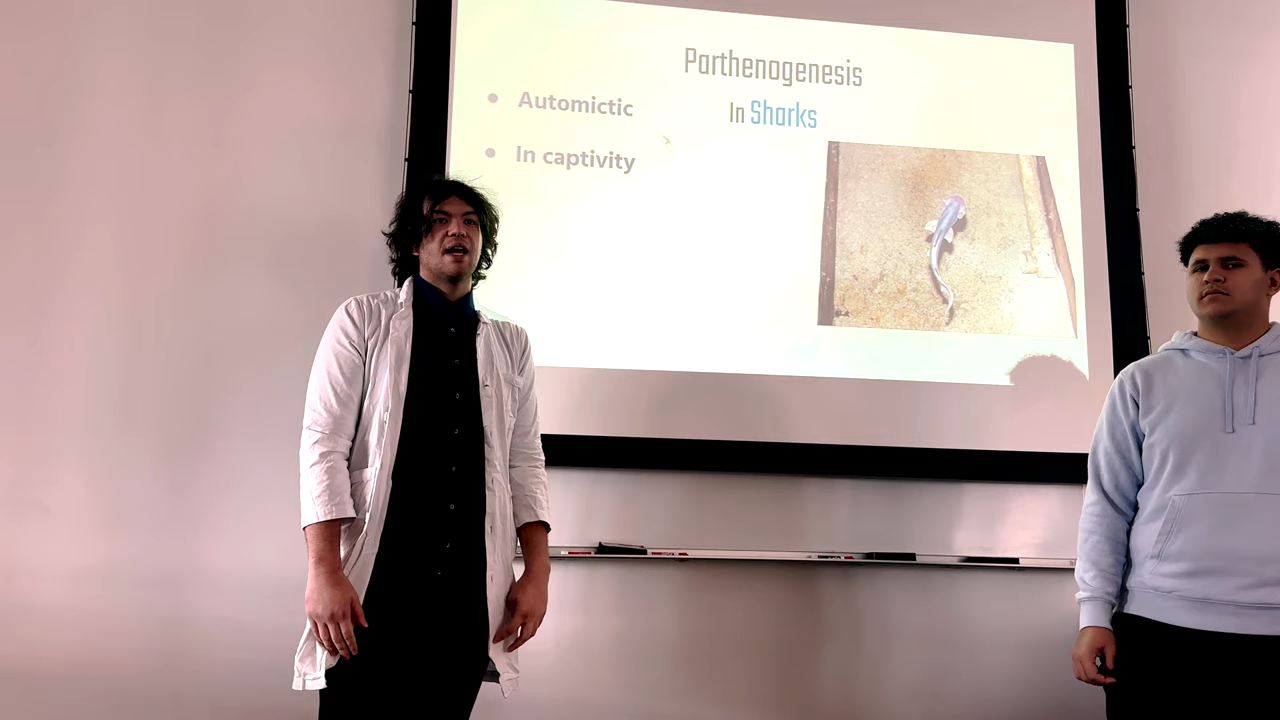 Parthenogenesis
In Sharks
● Automictic
● In captivity